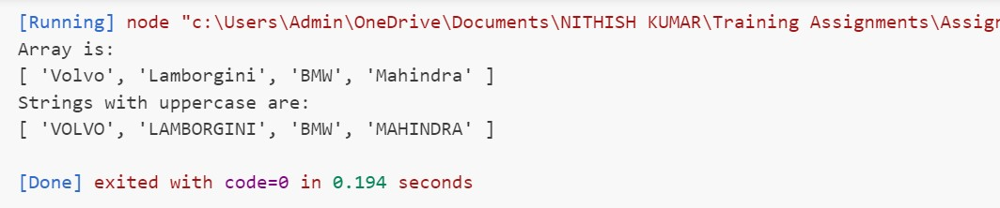 [Running] node "c:\Users\Admin\OneDrive\Documents\NITHISH KUMAR\Training Assignments\Assign
Array is:
[ 'Volvo', 'Lamborgini', 'BMW', 'Mahindra' ]
Strings with uppercase are:
[ 'VOLVO', 'LAMBORGINI', 'BMW', 'MAHINDRA' ]
[Done] exited with code=0 in 0.194 seconds